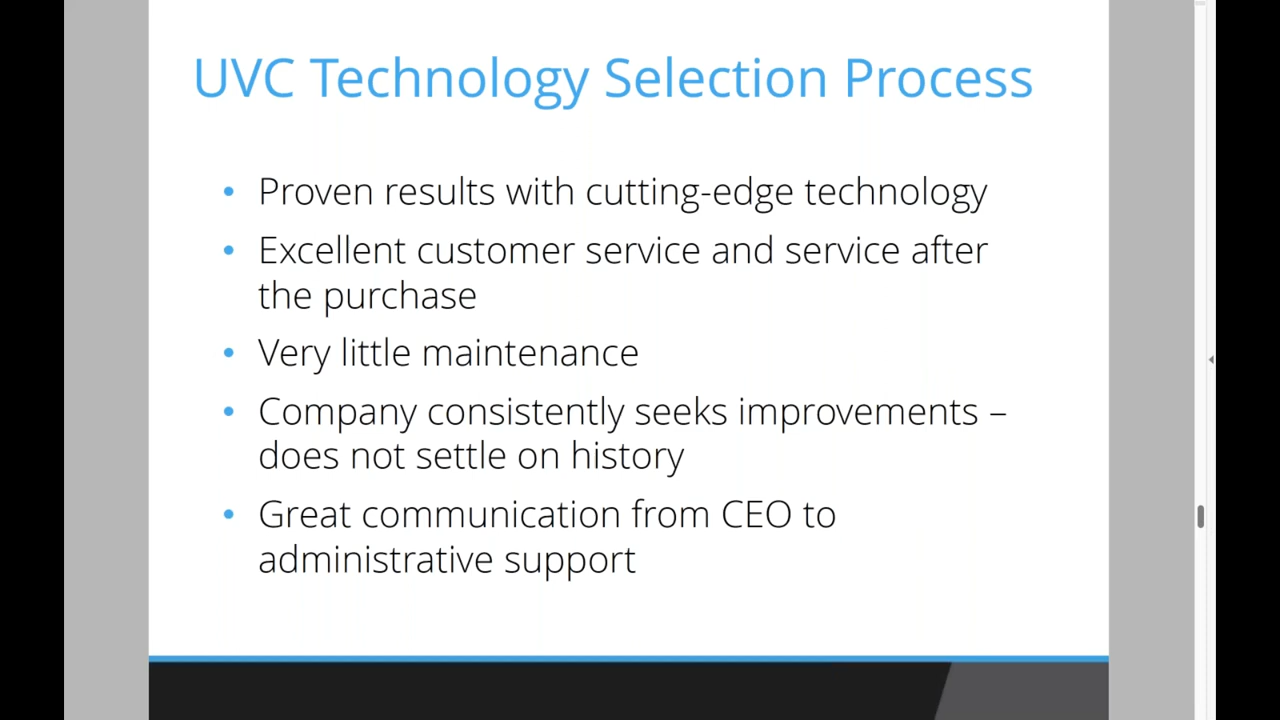 UVC Technology Selection Process
• Proven results with cutting-edge technology
• Excellent customer service and service after
the purchase
• Very little maintenance
• Company consistently seeks improvements –
does not settle on history
• Great communication from CEO to
administrative support